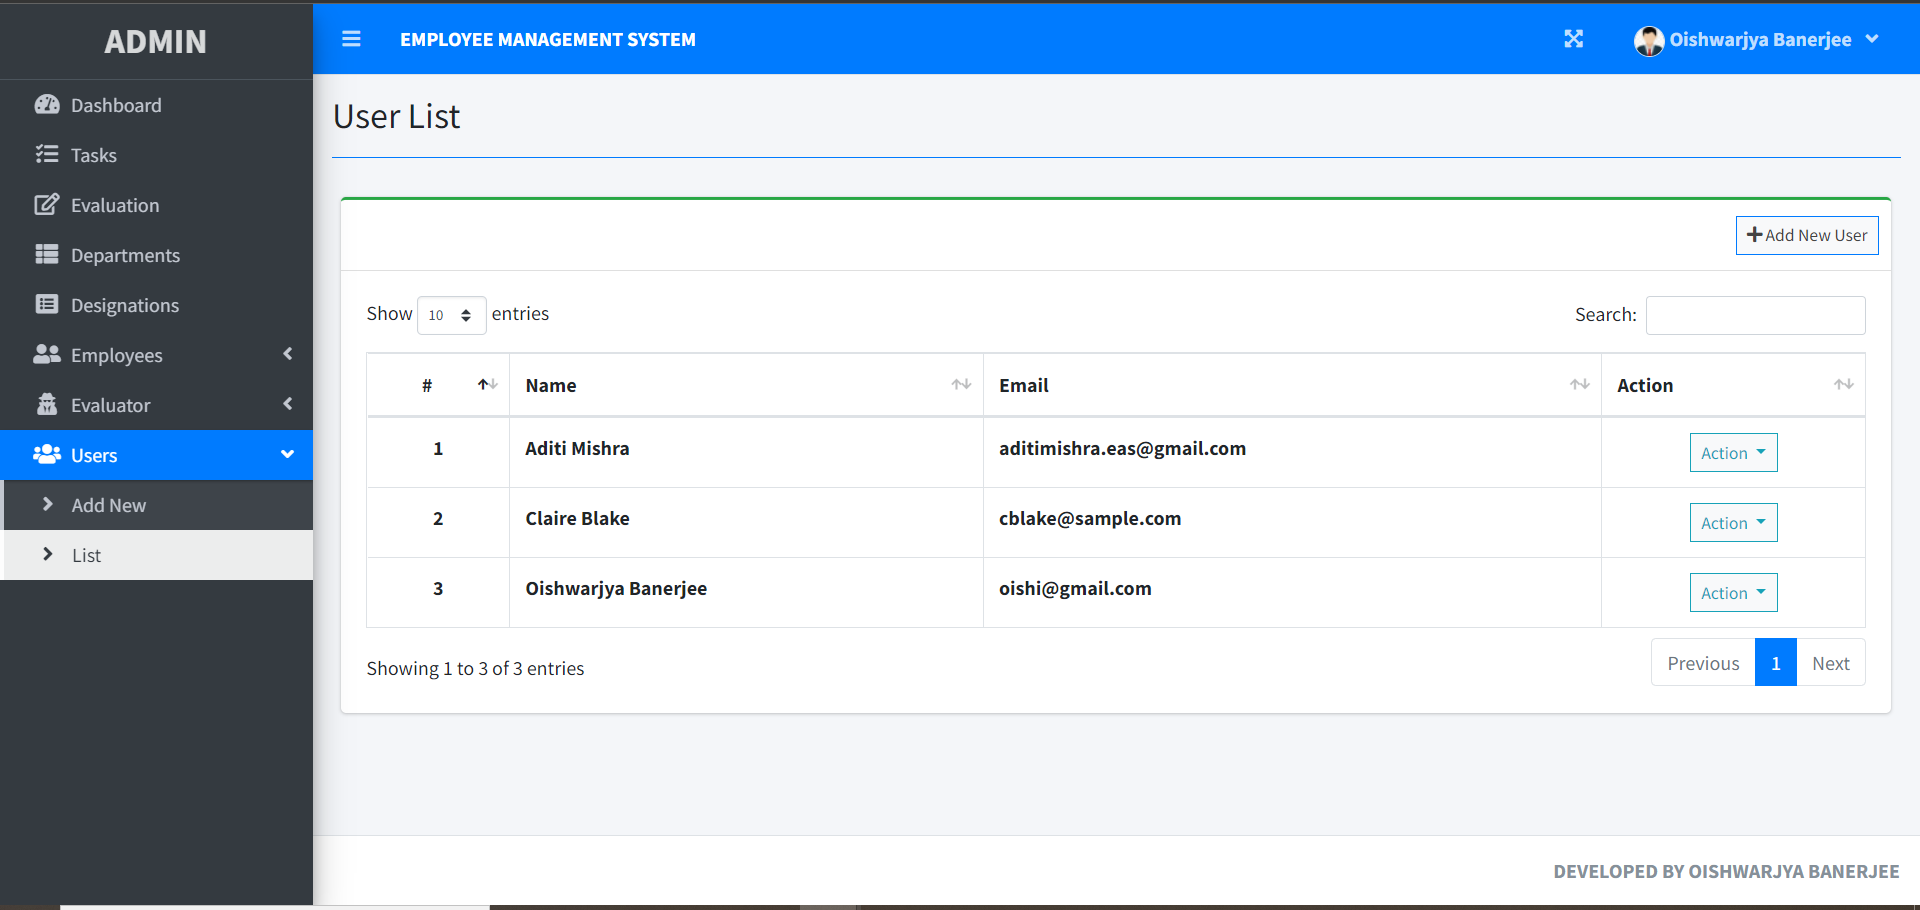 ADMIN
EMPLOYEE MANAGEMENT SYSTEM
Oishwarjya Banerjee
Dashboard
Tasks
Evaluation
Departments
Designations
Employees
Evaluator
Users
Add New
List
User List
Add New User
Show 10 entries
Search:
# Name Email Action
1 Aditi Mishra aditimishra.eas@gmail.com Action
2 Claire Blake cblake@sample.com Action
3 Oishwarjya Banerjee oishi@gmail.com Action
Showing 1 to 3 of 3 entries
Previous 1 Next
DEVELOPED BY OISHWARJYA BANERJEE